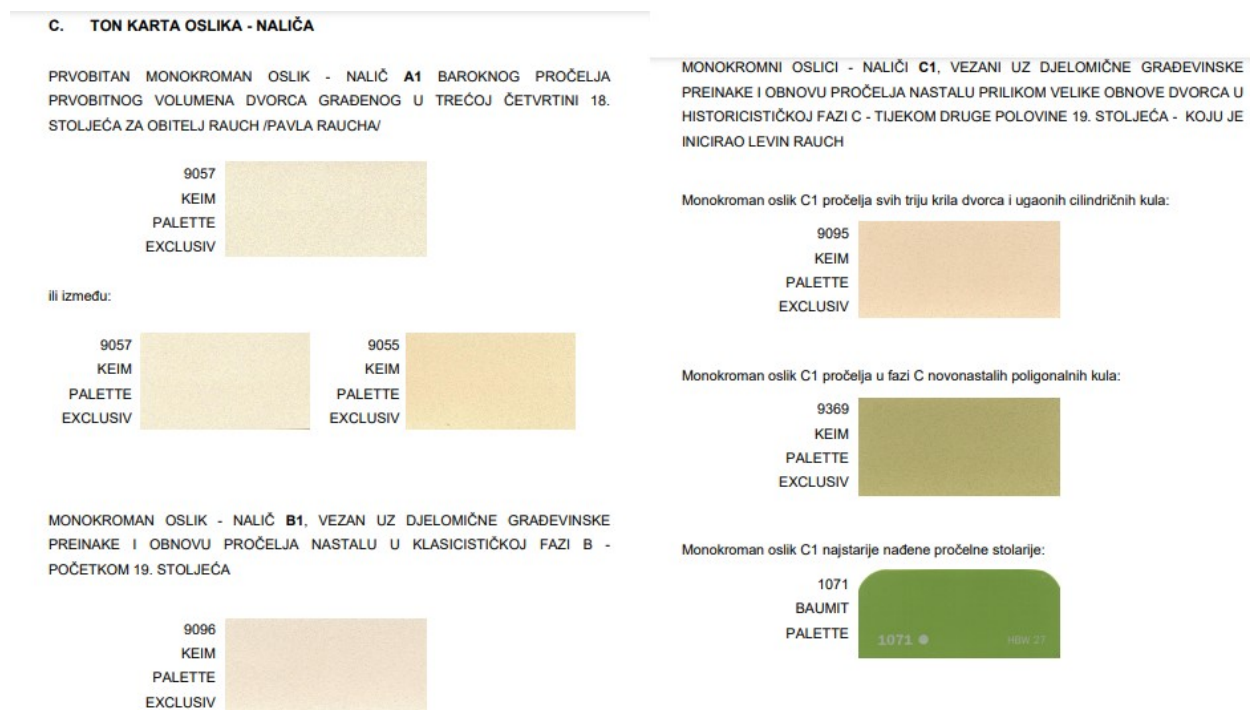 C. TON KARTA OSLIKA - NALIČA
PRVOBITAN MONOKROMAN OSLIK - NALIČ A1 BAROKNOG PROČELJA
PRVOBITNOG VOLUMENA DVORCA GRAĐENOG U TREĆOJ ČETVRTINI 18.
STOLJEĆA ZA OBITELJ RAUCH /PAVLA RAUCHA/
9057
KEIM
PALETTE
EXCLUSIV
ili između:
9057
KEIM
PALETTE
EXCLUSIV
9055
KEIM
PALETTE
EXCLUSIV
MONOKROMAN OSLIK - NALIČ B1, VEZAN UZ DJELOMIČNE GRAĐEVINSKE
PREINAKE I OBNOVU PROČELJA NASTALU U KLASICISTIČKOJ FAZI B -
POČETKOM 19. STOLJEĆA
9096
KEIM
PALETTE
EXCLUSIV
MONOKROMNI OSLICI - NALIČI C1, VEZANI UZ DJELOMIČNE GRAĐEVINSKE
PREINAKE I OBNOVU PROČELJA NASTALU PRILIKOM VELIKE OBNOVE DVORCA U
HISTORICISTIČKOJ FAZI C - TIJEKOM DRUGE POLOVINE 19. STOLJEĆA - KOJU JE
INICIRAO LEVIN RAUCH
Monokroman oslik C1 pročelja svih triju krila dvorca i ugaonih cilindričnih kula:
9095
KEIM
PALETTE
EXCLUSIV
Monokroman oslik C1 pročelja u fazi C novonastalih poligonalnih kula:
9369
KEIM
PALETTE
EXCLUSIV
Monokroman oslik C1 najstarije nađene pročelne stolarije:
1071
BAUMIT
PALETTE
1071
HBW 27